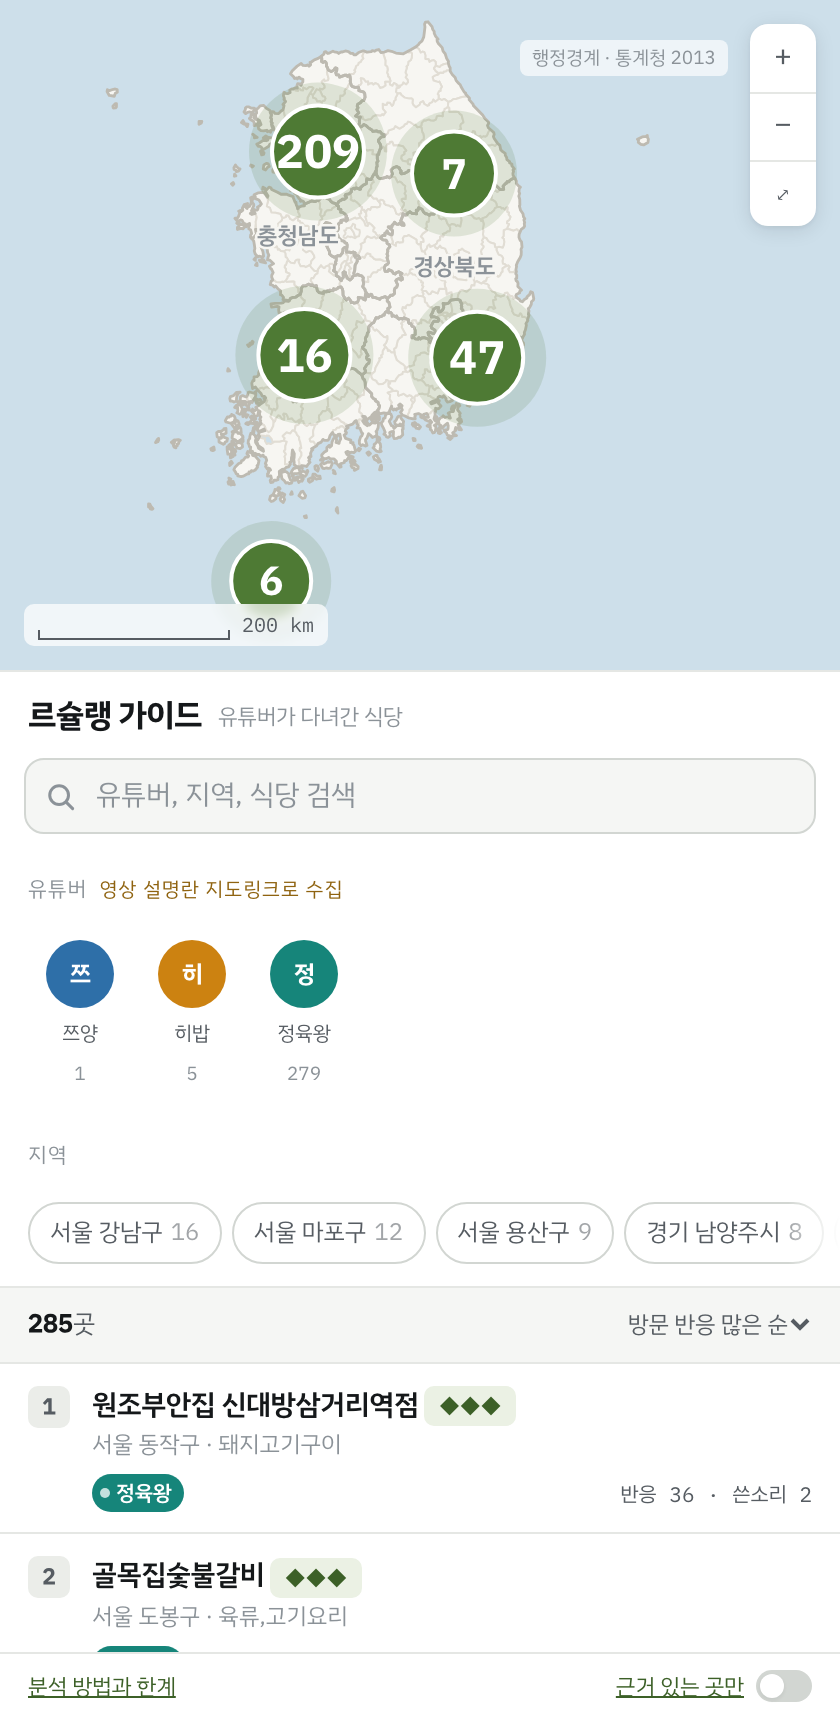 행정경계 · 통계청 2013
+
−
209
7
충청남도
경상북도
16
47
6
200 km
르슐랭 가이드 유튜버가 다녀간 식당
유튜버, 지역, 식당 검색
유튜버 영상 설명란 지도링크로 수집
쯔 히 정
쯔양 히밥 정육왕
1 5 279
지역
서울 강남구 16 서울 마포구 12 서울 용산구 9 경기 남양주시 8
285곳 방문 반응 많은 순
1 원조부안집 신대방삼거리역점 ◆◆◆
서울 동작구 · 돼지고기구이
정육왕 반응 36 · 쓴소리 2
2 골목집숯불갈비 ◆◆◆
서울 도봉구 · 육류,고기요리
분석 방법과 한계 근거 있는 곳만